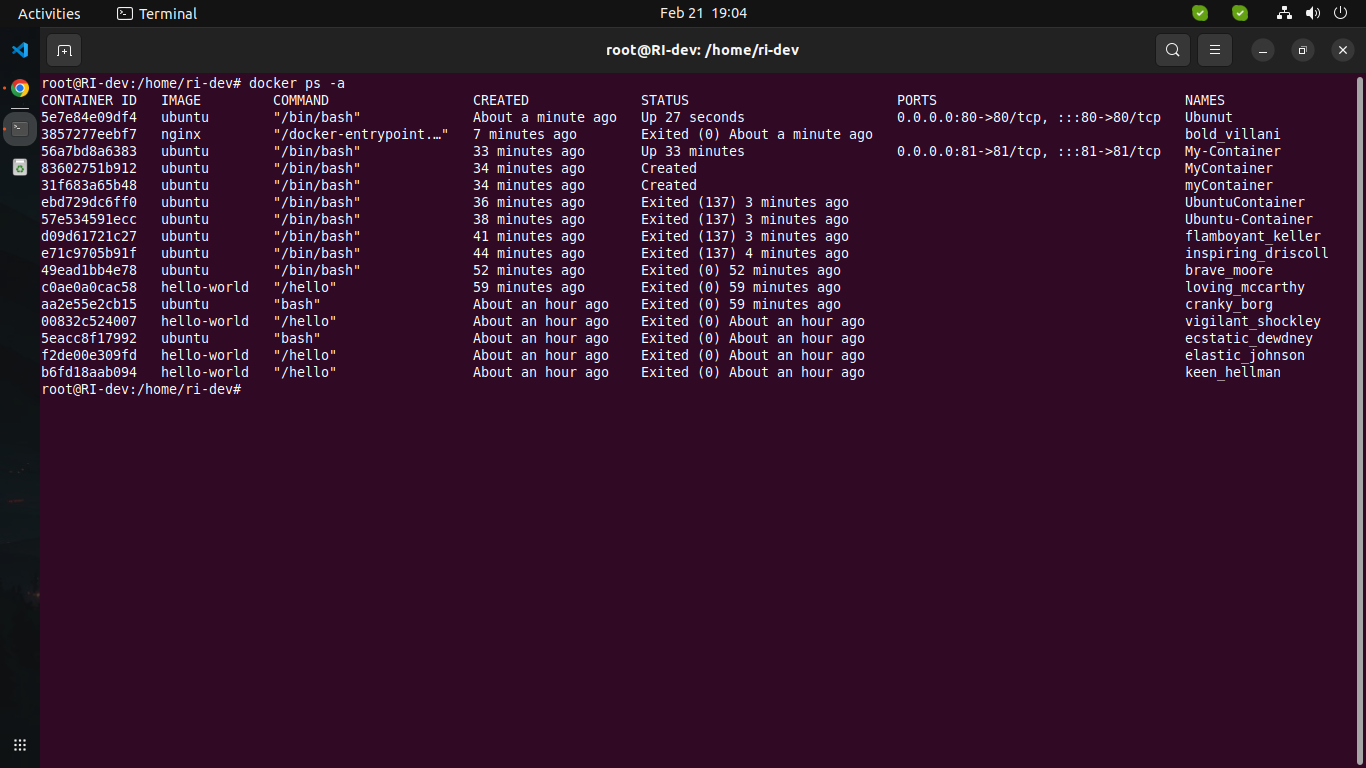 Activities Terminal Feb 21 19:04
root@RI-dev: /home/ri-dev
root@RI-dev:/home/ri-dev# docker ps -a
CONTAINER ID   IMAGE         COMMAND                  CREATED              STATUS                          PORTS                               NAMES
5e7e84e09df4   ubuntu        "/bin/bash"              About a minute ago   Up 27 seconds                   0.0.0.0:80->80/tcp, :::80->80/tcp   Ubunut
3857277eebf7   nginx         "/docker-entrypoint.…"   7 minutes ago        Exited (0) About a minute ago                                       bold_villani
56a7bd8a6383   ubuntu        "/bin/bash"              33 minutes ago       Up 33 minutes                   0.0.0.0:81->81/tcp, :::81->81/tcp   My-Container
83602751b912   ubuntu        "/bin/bash"              34 minutes ago       Created                                                             MyContainer
31f683a65b48   ubuntu        "/bin/bash"              34 minutes ago       Created                                                             myContainer
ebd729dc6ff0   ubuntu        "/bin/bash"              36 minutes ago       Exited (137) 3 minutes ago                                          UbuntuContainer
57e534591ecc   ubuntu        "/bin/bash"              38 minutes ago       Exited (137) 3 minutes ago                                          Ubuntu-Container
d09d61721c27   ubuntu        "/bin/bash"              41 minutes ago       Exited (137) 3 minutes ago                                          flamboyant_keller
e71c9705b91f   ubuntu        "/bin/bash"              44 minutes ago       Exited (137) 4 minutes ago                                          inspiring_driscoll
49ead1bb4e78   ubuntu        "/bin/bash"              52 minutes ago       Exited (0) 52 minutes ago                                           brave_moore
c0ae0a0cac58   hello-world   "/hello"                 59 minutes ago       Exited (0) 59 minutes ago                                           loving_mccarthy
aa2e55e2cb15   ubuntu        "bash"                   About an hour ago    Exited (0) 59 minutes ago                                           cranky_borg
00832c524007   hello-world   "/hello"                 About an hour ago    Exited (0) About an hour ago                                        vigilant_shockley
5eacc8f17992   ubuntu        "bash"                   About an hour ago    Exited (0) About an hour ago                                        ecstatic_dewdney
f2de00e309fd   hello-world   "/hello"                 About an hour ago    Exited (0) About an hour ago                                        elastic_johnson
b6fd18aab094   hello-world   "/hello"                 About an hour ago    Exited (0) About an hour ago                                        keen_hellman
root@RI-dev:/home/ri-dev#